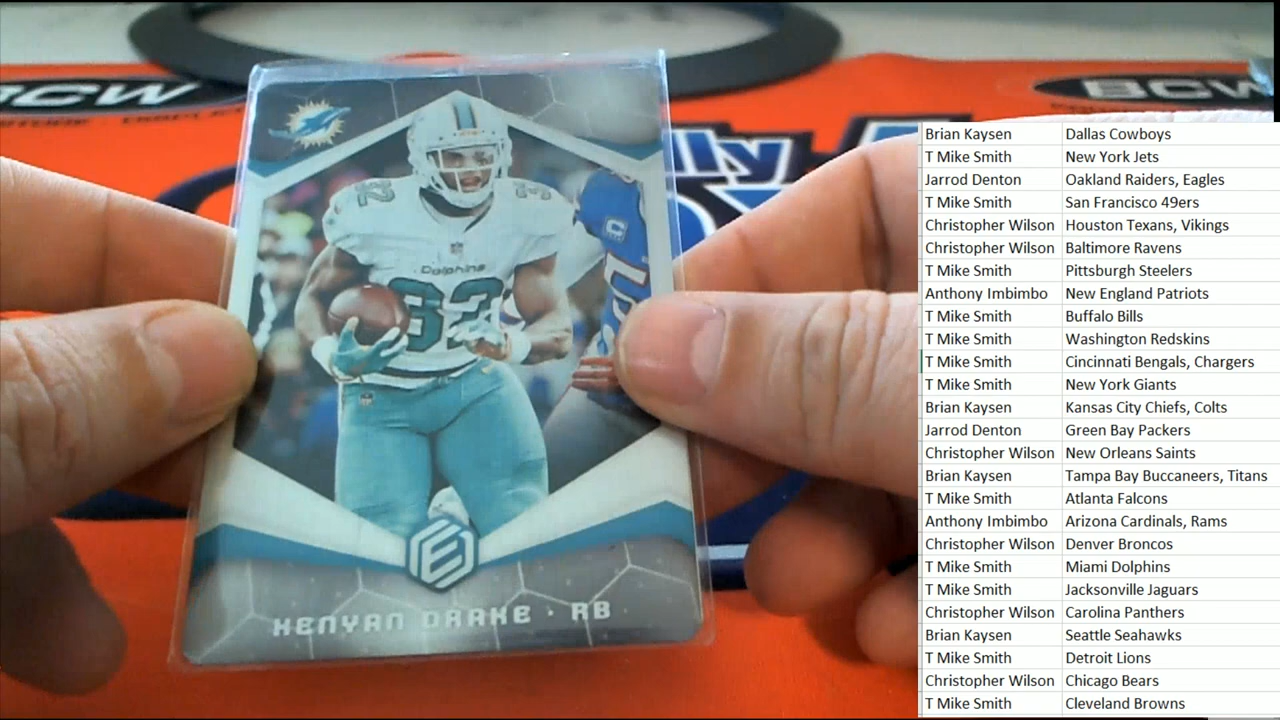 BCW
BCW
lly
32
32
C
Dolphins
32
E
KENYAN DRAKE · RB
Brian Kaysen Dallas Cowboys
T Mike Smith New York Jets
Jarrod Denton Oakland Raiders, Eagles
T Mike Smith San Francisco 49ers
Christopher Wilson Houston Texans, Vikings
Christopher Wilson Baltimore Ravens
T Mike Smith Pittsburgh Steelers
Anthony Imbimbo New England Patriots
T Mike Smith Buffalo Bills
T Mike Smith Washington Redskins
T Mike Smith Cincinnati Bengals, Chargers
T Mike Smith New York Giants
Brian Kaysen Kansas City Chiefs, Colts
Jarrod Denton Green Bay Packers
Christopher Wilson New Orleans Saints
Brian Kaysen Tampa Bay Buccaneers, Titans
T Mike Smith Atlanta Falcons
Anthony Imbimbo Arizona Cardinals, Rams
Christopher Wilson Denver Broncos
T Mike Smith Miami Dolphins
T Mike Smith Jacksonville Jaguars
Christopher Wilson Carolina Panthers
Brian Kaysen Seattle Seahawks
T Mike Smith Detroit Lions
Christopher Wilson Chicago Bears
T Mike Smith Cleveland Browns